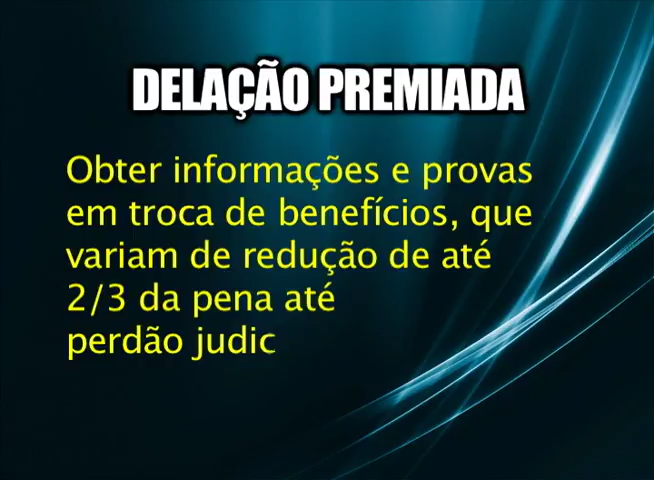 DELAÇÃO PREMIADA
Obter informações e provas
em troca de benefícios, que
variam de redução de até
2/3 da pena até
perdão judic